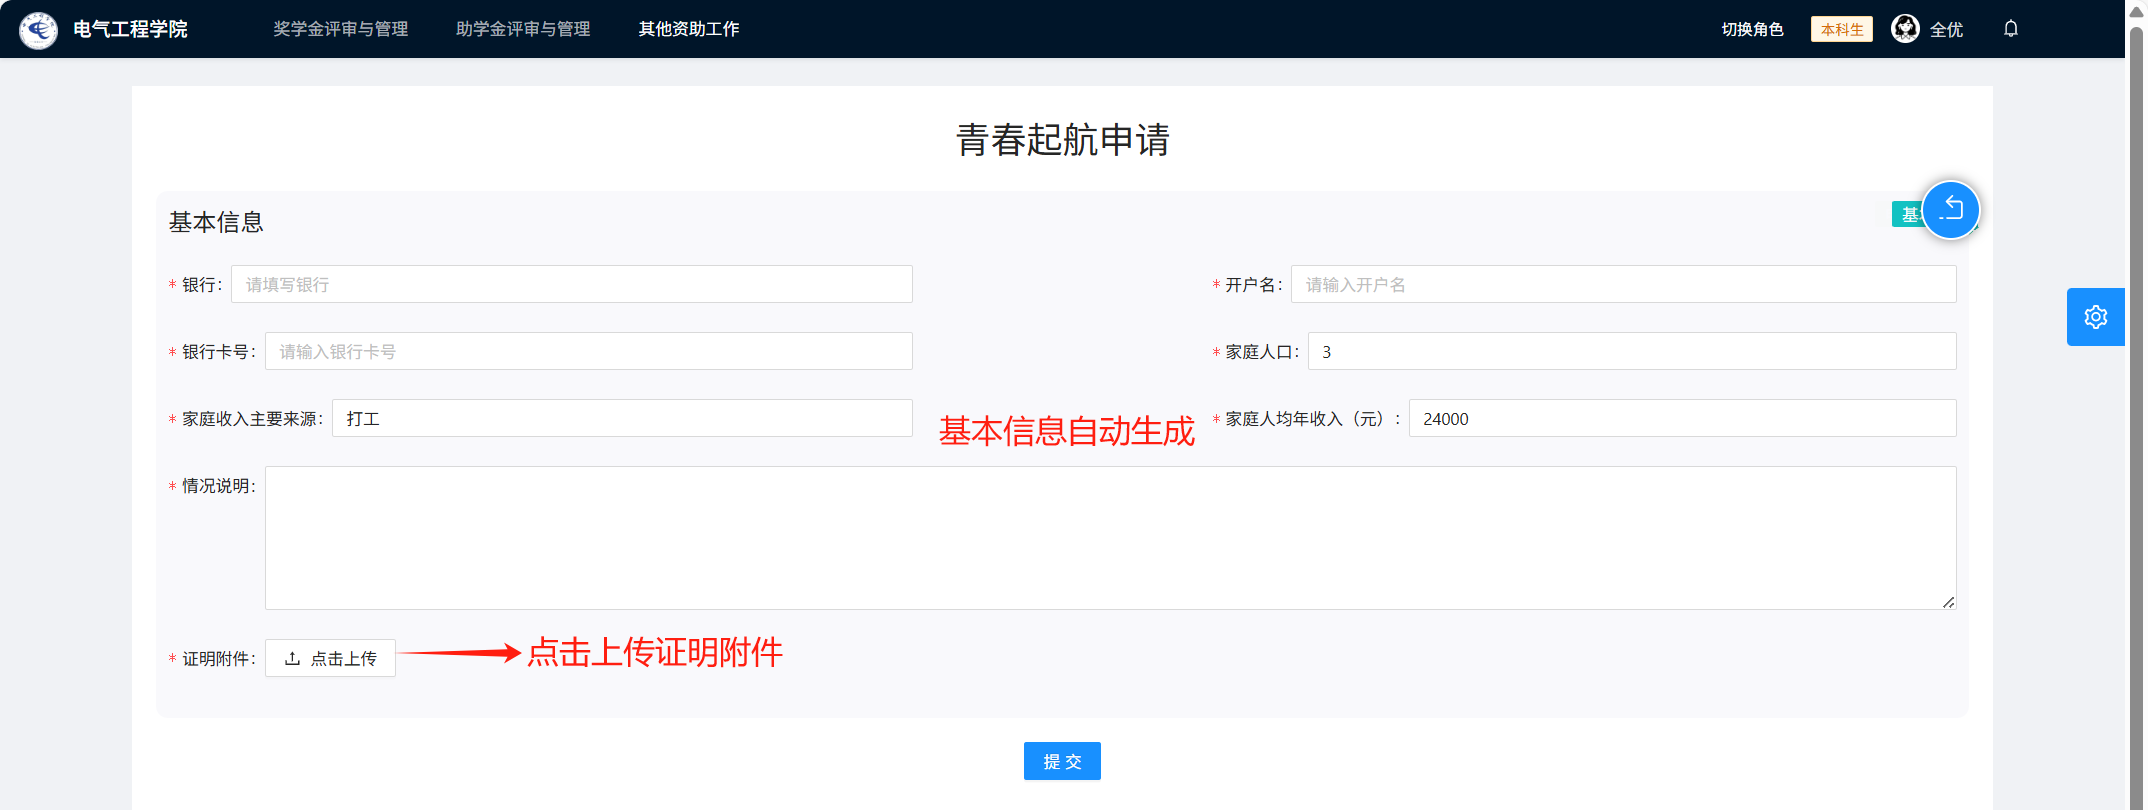 电气工程学院 奖学金评审与管理 助学金评审与管理 其他资助工作 切换角色 本科生 全优
青春起航申请
基本信息 基
* 银行: 请填写银行 * 开户名: 请输入开户名
* 银行卡号: 请输入银行卡号 * 家庭人口: 3
* 家庭收入主要来源: 打工 基本信息自动生成 * 家庭人均年收入（元）: 24000
* 情况说明:
* 证明附件: 点击上传 点击上传证明附件
提 交